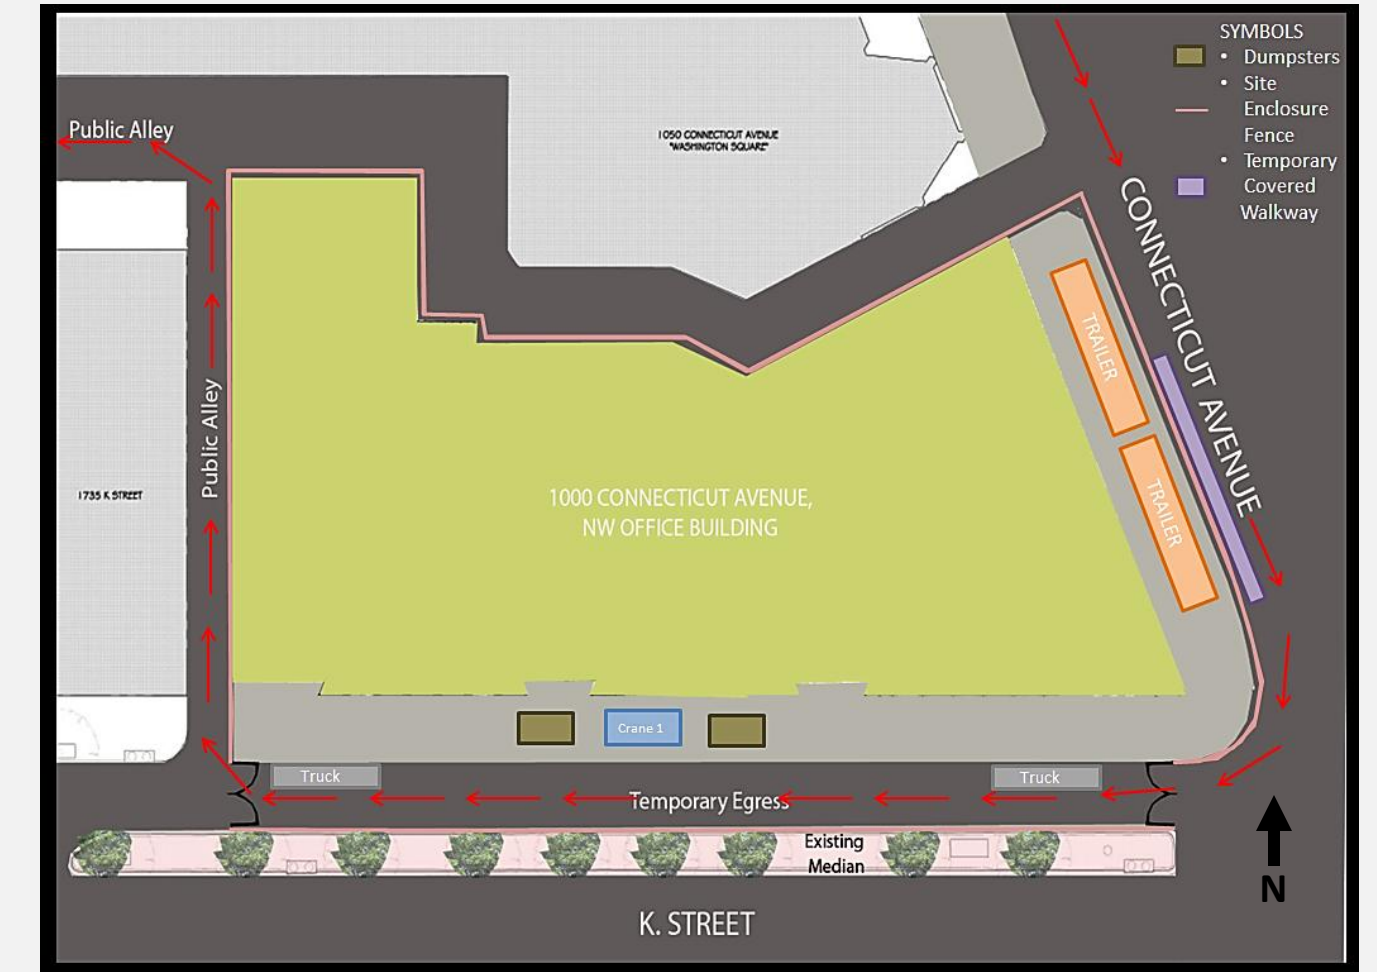 SYMBOLS
• Dumpsters
• Site
Enclosure
Fence
• Temporary
Covered
Walkway
Public Alley
1050 CONNECTICUT AVENUE
"WASHINGTON SQUARE"
CONNECTICUT AVENUE
TRAILER
TRAILER
Public Alley
1735 K STREET
1000 CONNECTICUT AVENUE,
NW OFFICE BUILDING
Crane 1
Truck
Truck
Temporary Egress
Existing
Median
N
K. STREET